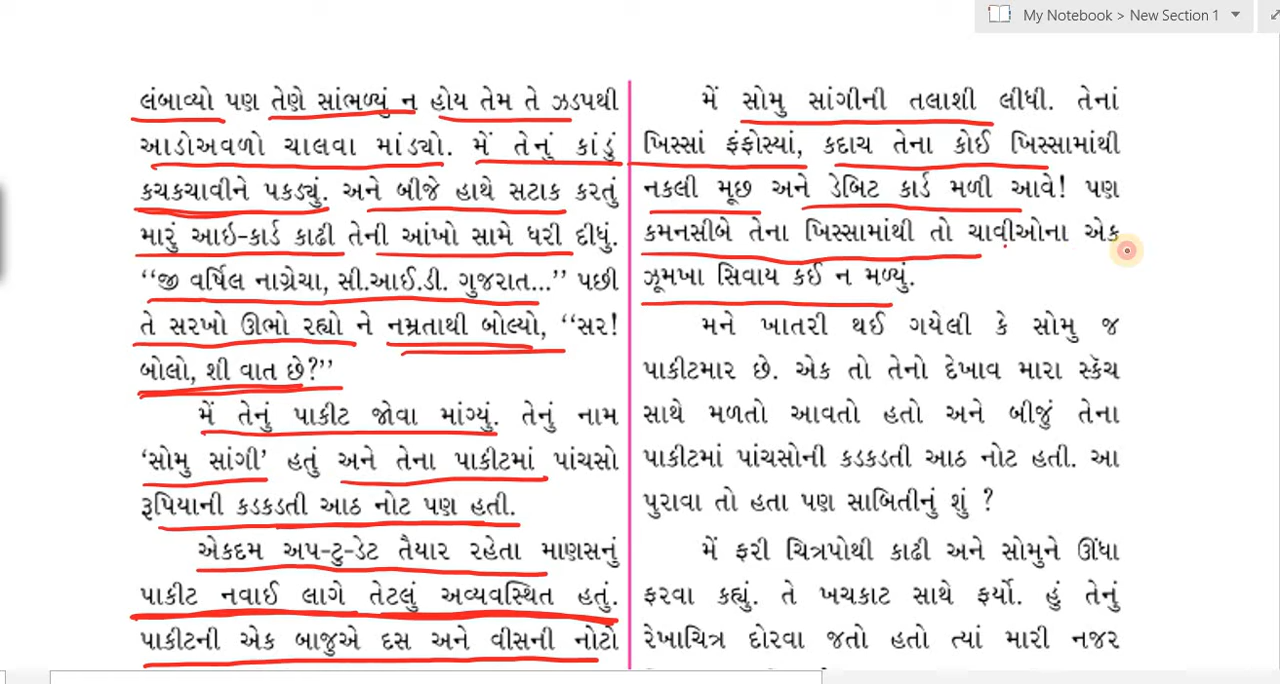 My Notebook > New Section 1
લંબાવ્યો પણ તેણે સાંભળ્યું ન હોય તેમ તે ઝડપથી
આડોઅવળો ચાલવા માંડ્યો. મેં તેનું કાંડું
કચકચાવીને પકડ્યું. અને બીજે હાથે સટાક કરતું
મારું આઇ-કાર્ડ કાઢી તેની આંખો સામે ધરી દીધું.
“જી વર્ષિલ નાગ્રેચા, સી.આઈ.ડી. ગુજરાત...” પછી
તે સરખો ઊભો રહ્યો ને નમ્રતાથી બોલ્યો, “સર!
બોલો, શી વાત છે?”
મેં તેનું પાકીટ જોવા માંગ્યું. તેનું નામ
‘સોમુ સાંગી’ હતું અને તેના પાકીટમાં પાંચસો
રૂપિયાની કડકડતી આઠ નોટ પણ હતી.
એકદમ અપ-ટુ-ડેટ તૈયાર રહેતા માણસનું
પાકીટ નવાઈ લાગે તેટલું અવ્યવસ્થિત હતું.
પાકીટની એક બાજુએ દસ અને વીસની નોટો
મેં સોમુ સાંગીની તલાશી લીધી. તેનાં
ખિસ્સાં ફંફોસ્યાં, કદાચ તેના કોઈ ખિસ્સામાંથી
નકલી મૂછ અને ડેબિટ કાર્ડ મળી આવે! પણ
કમનસીબે તેના ખિસ્સામાંથી તો ચાવીઓના એક
ઝૂમખા સિવાય કઈ ન મળ્યું.
મને ખાતરી થઈ ગયેલી કે સોમુ જ
પાકીટમાર છે. એક તો તેનો દેખાવ મારા સ્કૅચ
સાથે મળતો આવતો હતો અને બીજું તેના
પાકીટમાં પાંચસોની કડકડતી આઠ નોટ હતી. આ
પુરાવા તો હતા પણ સાબિતીનું શું ?
મેં ફરી ચિત્રપોથી કાઢી અને સોમુને ઊંધા
ફરવા કહ્યું. તે ખચકાટ સાથે ફર્યો. હું તેનું
રેખાચિત્ર દોરવા જતો હતો ત્યાં મારી નજર